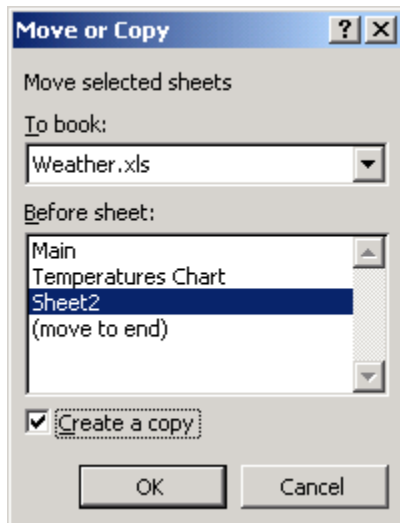 Move or Copy
Move selected sheets
To book:
Weather.xls
Before sheet:
Main
Temperatures Chart
Sheet2
(move to end)
Create a copy
OK Cancel